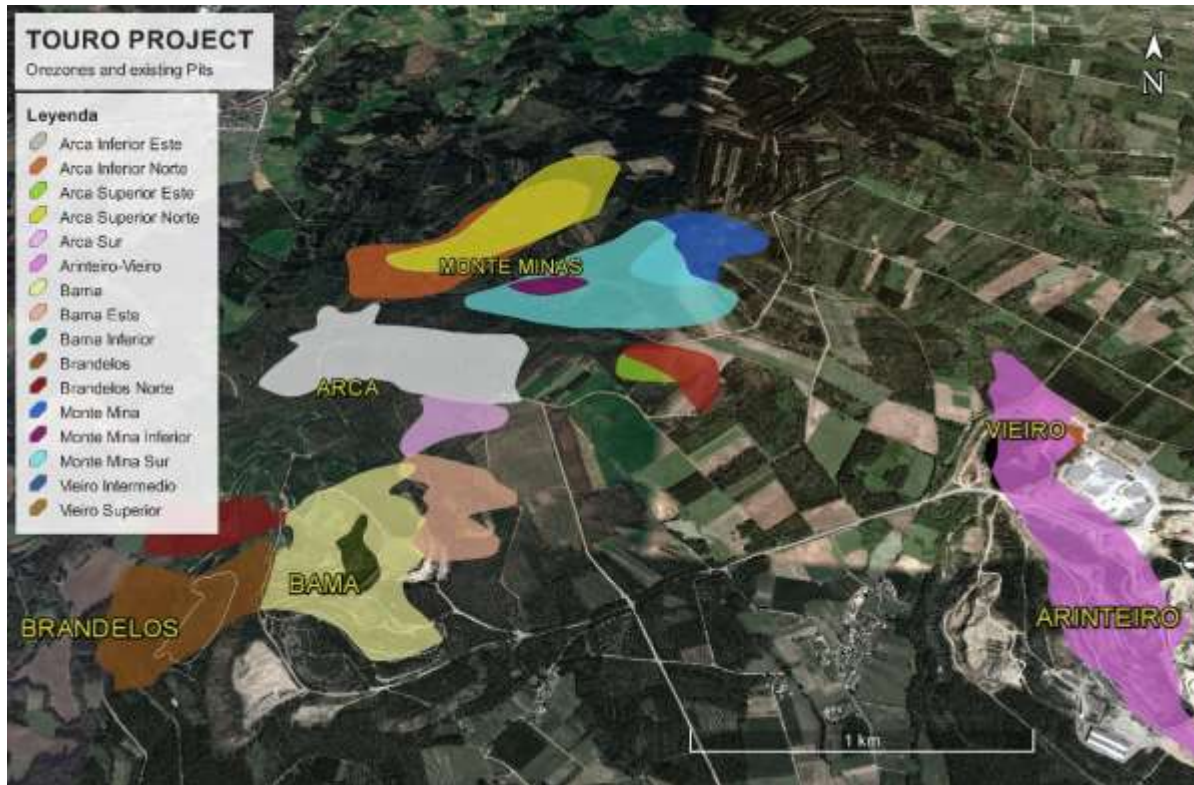 TOURO PROJECT
Orezones and existing Pits
N
Leyenda
Arca Inferior Este
Arca Inferior Norte
Arca Superior Este
Arca Superior Norte
Arca Sur
Arinteiro-Vieiro
Bama
Bama Este
Bama Inferior
Brandelos
Brandelos Norte
Monte Mina
Monte Mina Inferior
Monte Mina Sur
Vieiro Intermedio
Vieiro Superior
MONTE MINAS
ARCA
VIEIRO
BAMA
BRANDELOS
ARINTEIRO
1 km